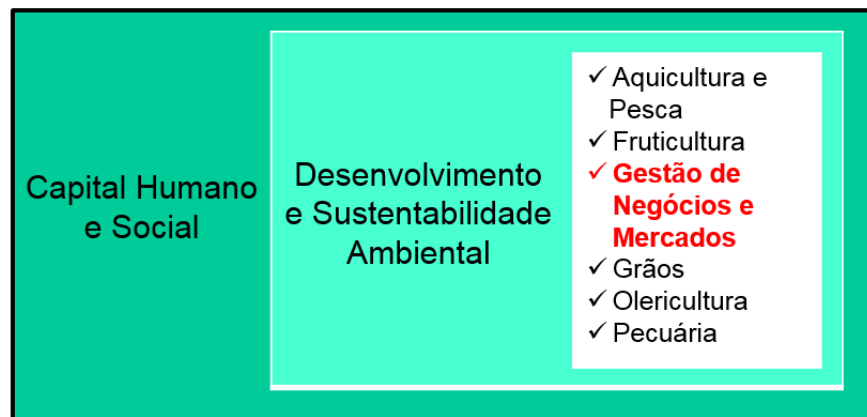 Capital Humano
e Social
Desenvolvimento
e Sustentabilidade
Ambiental
✓ Aquicultura e
Pesca
✓ Fruticultura
✓ Gestão de
Negócios e
Mercados
✓ Grãos
✓ Olericultura
✓ Pecuária